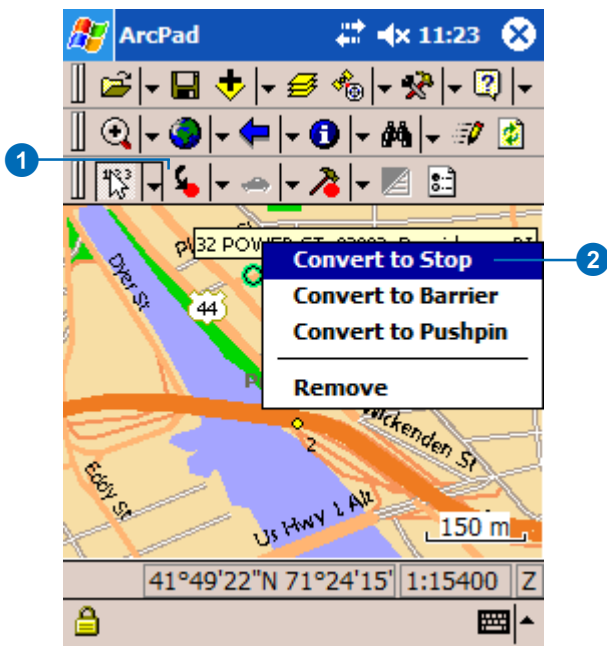 ArcPad 11:23
1
123
32 POWER ST
Convert to Stop
2
Convert to Barrier
Convert to Pushpin
Remove
Dyer St
44
2
Wickenden St
Eddy St
Us Hwy 1 Alt
150 m
41°49'22"N 71°24'15' 1:15400 Z